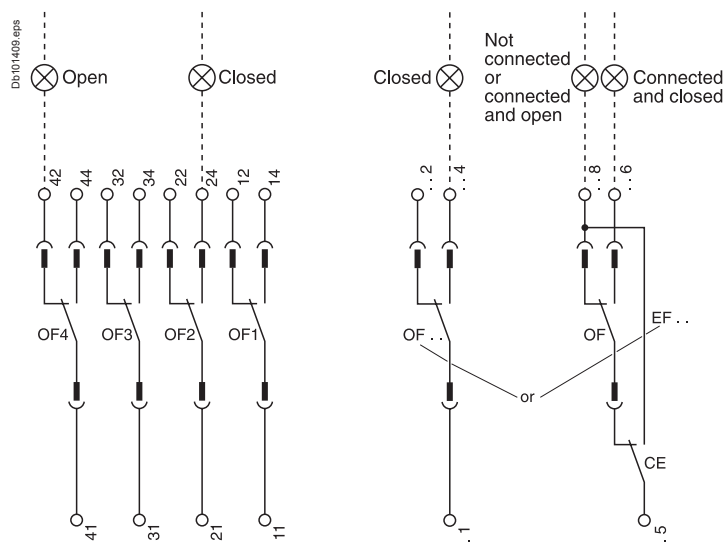 Db101409.eps
Open
Closed
Closed
Not
connected
or
connected
and open
Connected
and closed
42
44
32
34
22
24
12
14
. . 2
. . 4
. . 8
. . 6
OF4
OF3
OF2
OF1
OF . .
OF
EF . .
or
CE
41
31
21
11
. . 1
. . 5